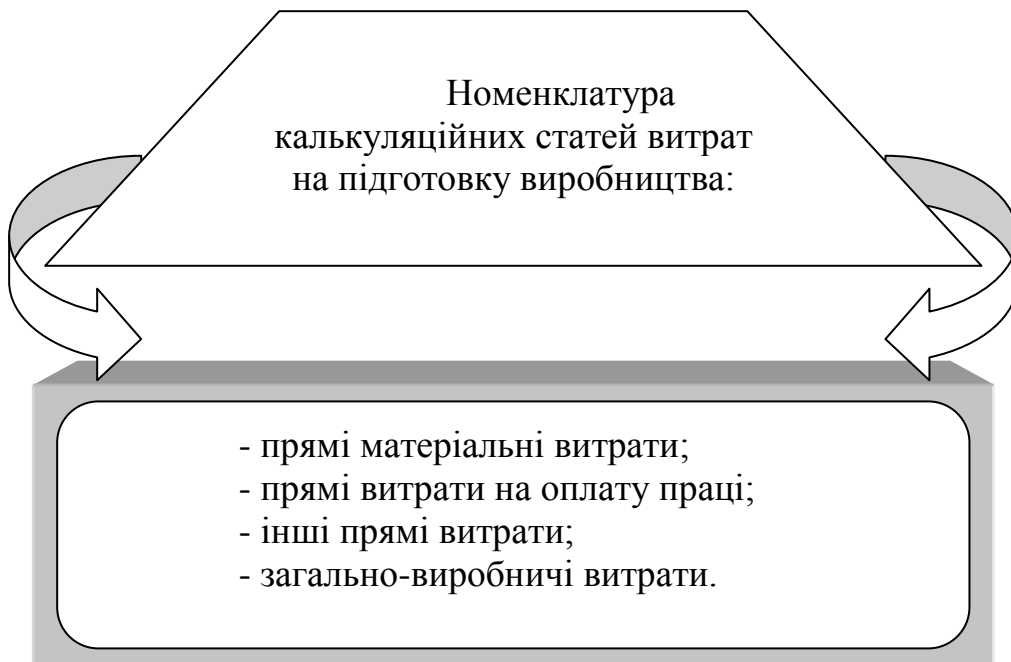 Номенклатура
калькуляційних статей витрат
на підготовку виробництва:
- прямі матеріальні витрати;
- прямі витрати на оплату праці;
- інші прямі витрати;
- загально-виробничі витрати.